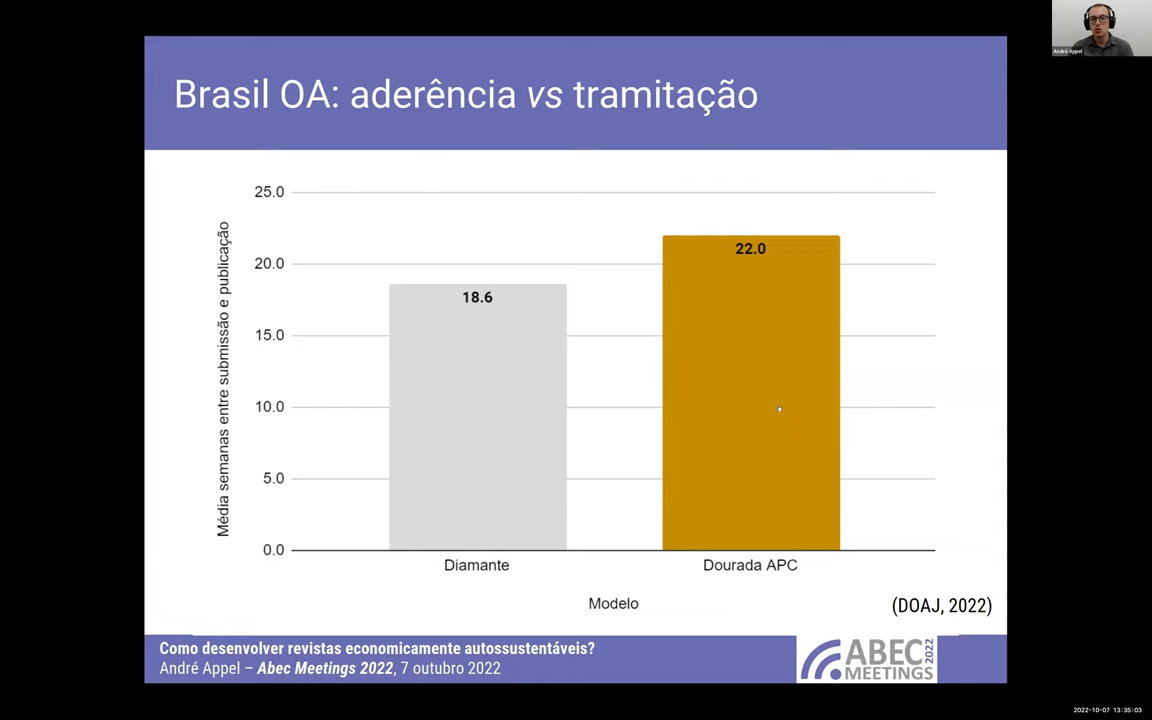 André Appel
Brasil OA: aderência vs tramitação
Média semanas entre submissão e publicação
25.0
20.0
15.0
10.0
5.0
0.0
18.6
22.0
Diamante
Dourada APC
Modelo
(DOAJ, 2022)
Como desenvolver revistas economicamente autossustentáveis?
André Appel – Abec Meetings 2022, 7 outubro 2022
ABEC
MEETINGS
2022
2022-10-07 13:35:03